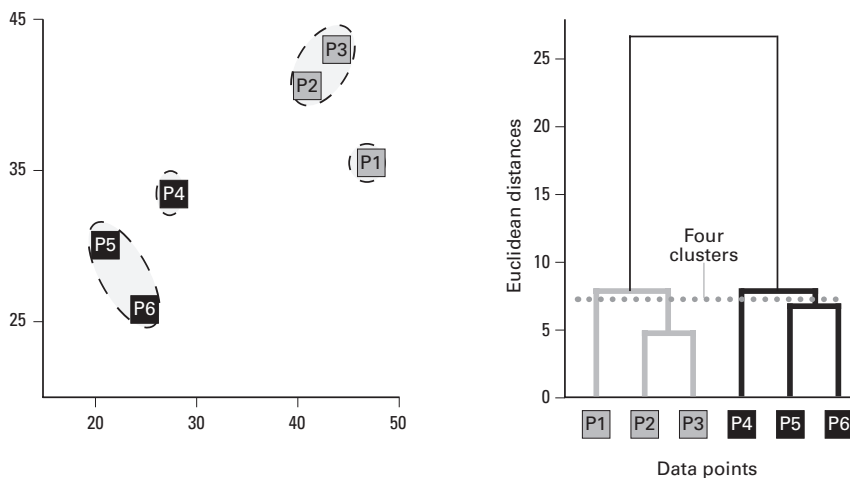 45
35
25
20 30 40 50
P3
P2
P1
P4
P5
P6
Euclidean distances
25
20
15
10
5
0
Four
clusters
P1 P2 P3 P4 P5 P6
Data points